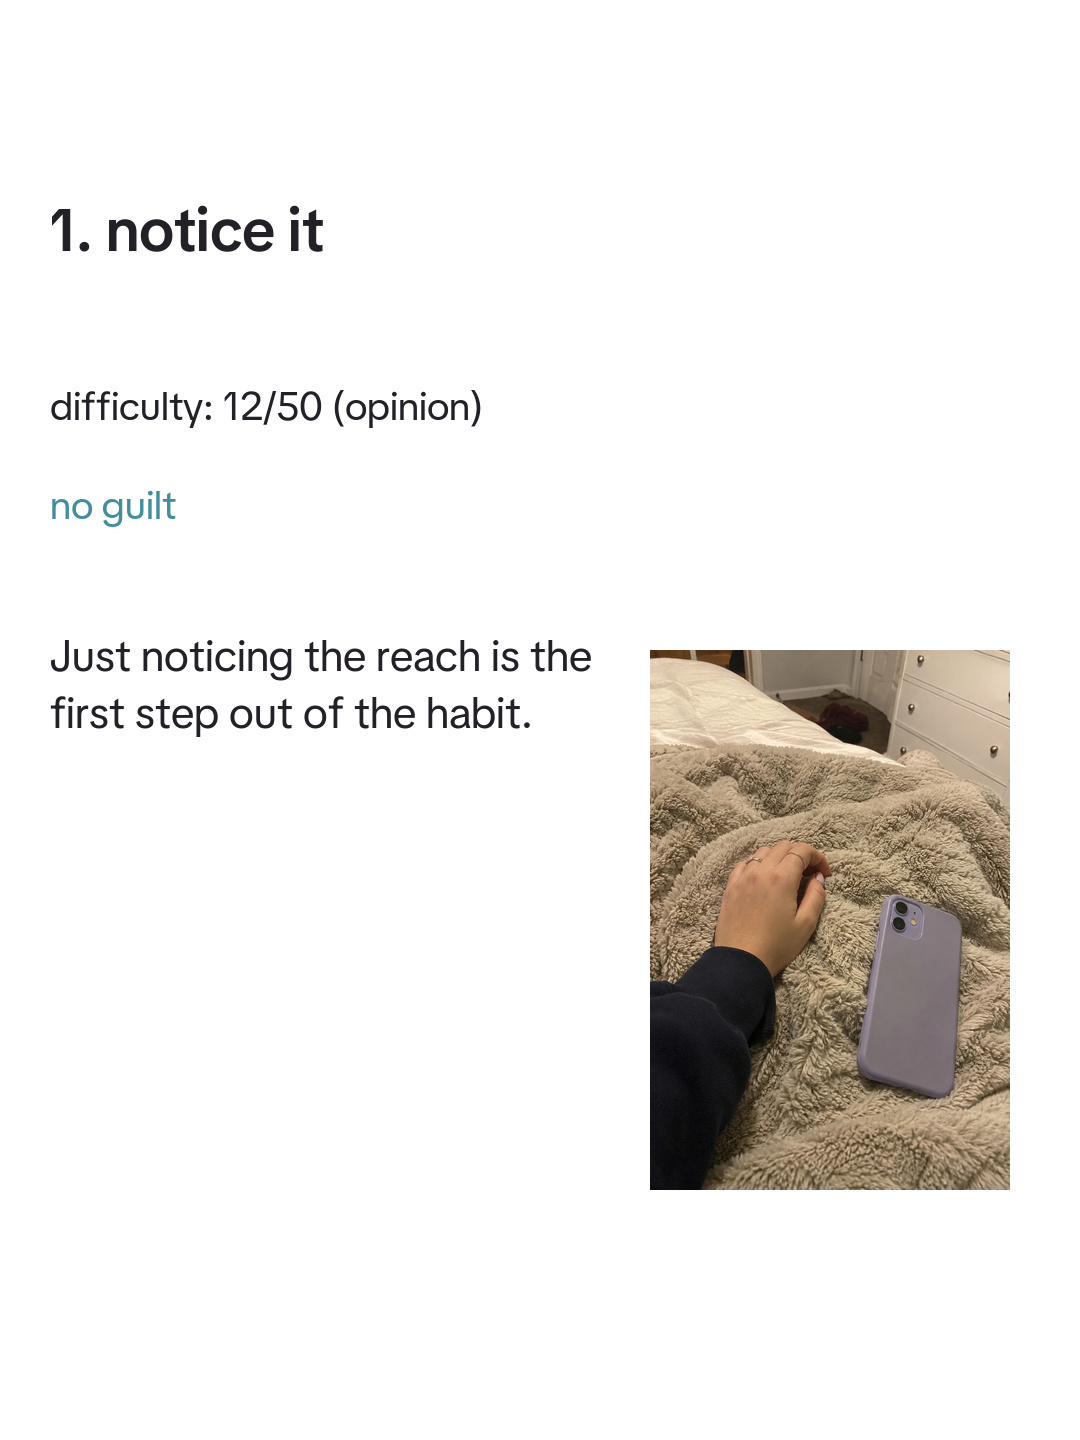 1. notice it
difficulty: 12/50 (opinion)
no guilt
Just noticing the reach is the
first step out of the habit.